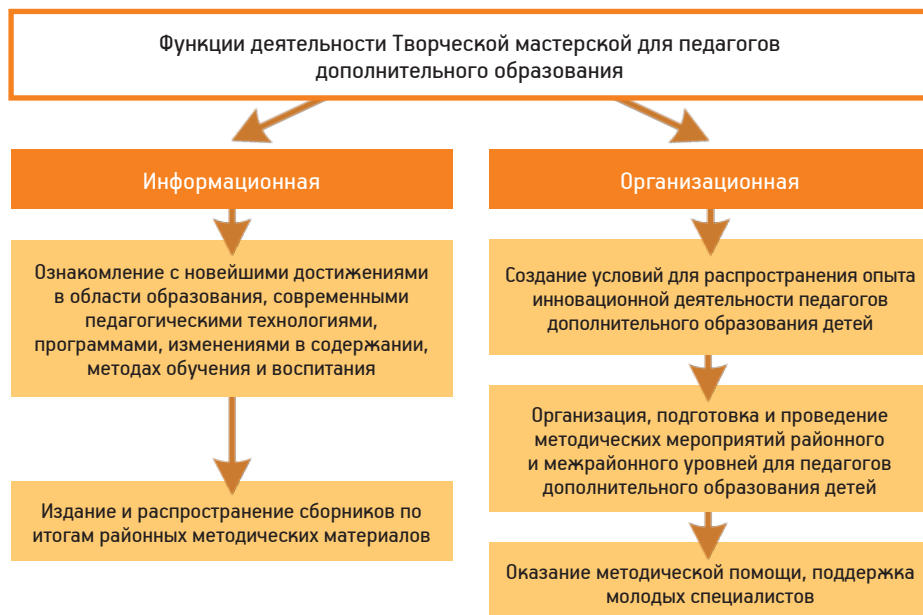 Функции деятельности Творческой мастерской для педагогов
дополнительного образования
Информационная
Ознакомление с новейшими достижениями
в области образования, современными
педагогическими технологиями,
программами, изменениями в содержании,
методах обучения и воспитания
Издание и распространение сборников по
итогам районных методических материалов
Организационная
Создание условий для распространения опыта
инновационной деятельности педагогов
дополнительного образования детей
Организация, подготовка и проведение
методических мероприятий районного
и межрайонного уровней для педагогов
дополнительного образования детей
Оказание методической помощи, поддержка
молодых специалистов